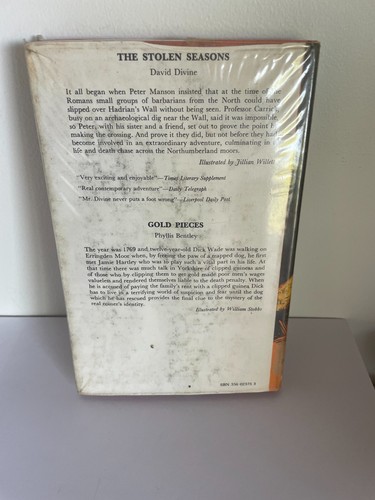 THE STOLEN SEASONS
David Divine
It all began when Peter Manson insisted that at the time of the
Romans small groups of barbarians from the North could have
slipped over Hadrian's Wall without being seen. Professor Carrick,
busy on an archaeological dig near the Wall, said it was impossible,
so Peter, with his sister and a friend, set out to prove the point by
making the crossing. And prove it they did, but not before they had
become involved in an extraordinary adventure, culminating in a
life and death chase across the Northumberland moors.
Illustrated by Jillian Willett
"Very exciting and enjoyable"—Times Literary Supplement
"Real contemporary adventure"—Daily Telegraph
"Mr. Divine never puts a foot wrong"—Liverpool Daily Post
GOLD PIECES
Phyllis Bentley
The year was 1769 and twelve-year-old Dick Wade was walking on
Erringden Moor when, by freeing the paw of a trapped dog, he first
met Jamie Hartley who was to play such a vital part in his life. At
that time there was much talk in Yorkshire of clipped guineas and
of those who by clipping them to get gold made poor men's wages
valueless and rendered themselves liable to the death penalty. When
he is accused of paying the family's rent with a clipped guinea Dick
has to live in a terrifying world of suspicion and fear until the dog
which he has rescued provides the final clue to the mystery of the
real miner's identity.
Illustrated by William Stobbs